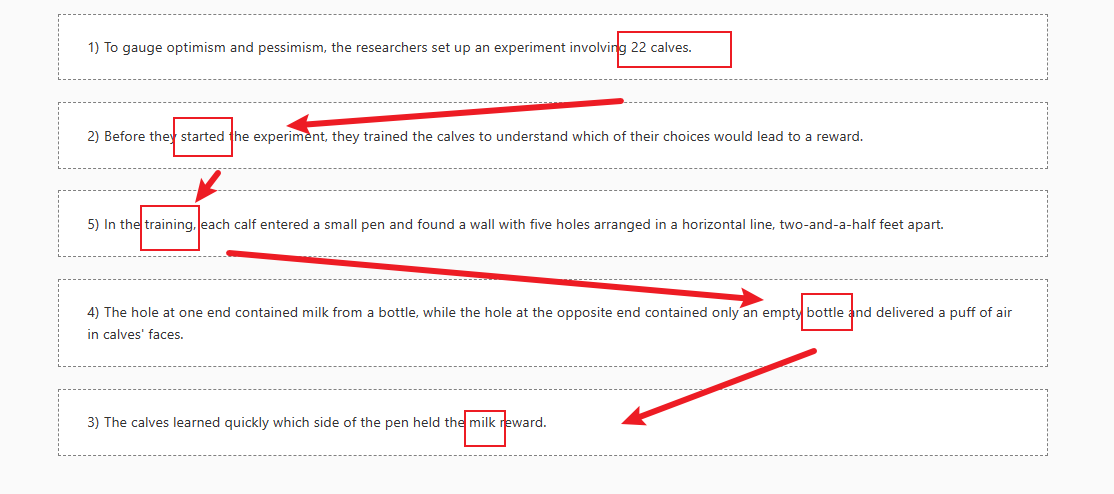 1) To gauge optimism and pessimism, the researchers set up an experiment involving 22 calves.
2) Before they started the experiment, they trained the calves to understand which of their choices would lead to a reward.
5) In the training, each calf entered a small pen and found a wall with five holes arranged in a horizontal line, two-and-a-half feet apart.
4) The hole at one end contained milk from a bottle, while the hole at the opposite end contained only an empty bottle and delivered a puff of air
in calves' faces.
3) The calves learned quickly which side of the pen held the milk reward.